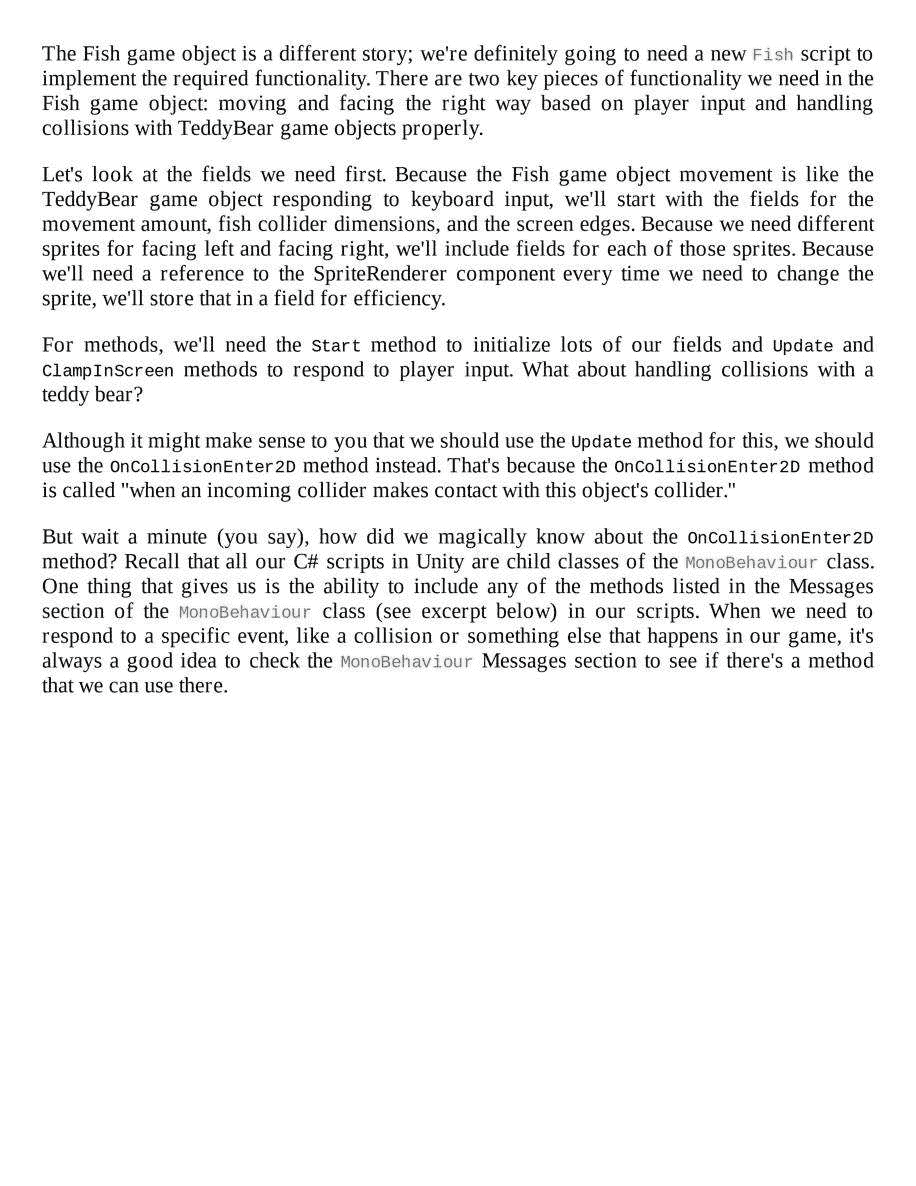 The Fish game object is a different story; we're definitely going to need a new Fish script to
implement the required functionality. There are two key pieces of functionality we need in the
Fish game object: moving and facing the right way based on player input and handling
collisions with TeddyBear game objects properly.
Let's look at the fields we need first. Because the Fish game object movement is like the
TeddyBear game object responding to keyboard input, we'll start with the fields for the
movement amount, fish collider dimensions, and the screen edges. Because we need different
sprites for facing left and facing right, we'll include fields for each of those sprites. Because
we'll need a reference to the SpriteRenderer component every time we need to change the
sprite, we'll store that in a field for efficiency.
For methods, we'll need the Start method to initialize lots of our fields and Update and
ClampInScreen methods to respond to player input. What about handling collisions with a
teddy bear?
Although it might make sense to you that we should use the Update method for this, we should
use the OnCollisionEnter2D method instead. That's because the OnCollisionEnter2D method
is called "when an incoming collider makes contact with this object's collider."
But wait a minute (you say), how did we magically know about the OnCollisionEnter2D
method? Recall that all our C# scripts in Unity are child classes of the MonoBehaviour class.
One thing that gives us is the ability to include any of the methods listed in the Messages
section of the MonoBehaviour class (see excerpt below) in our scripts. When we need to
respond to a specific event, like a collision or something else that happens in our game, it's
always a good idea to check the MonoBehaviour Messages section to see if there's a method
that we can use there.